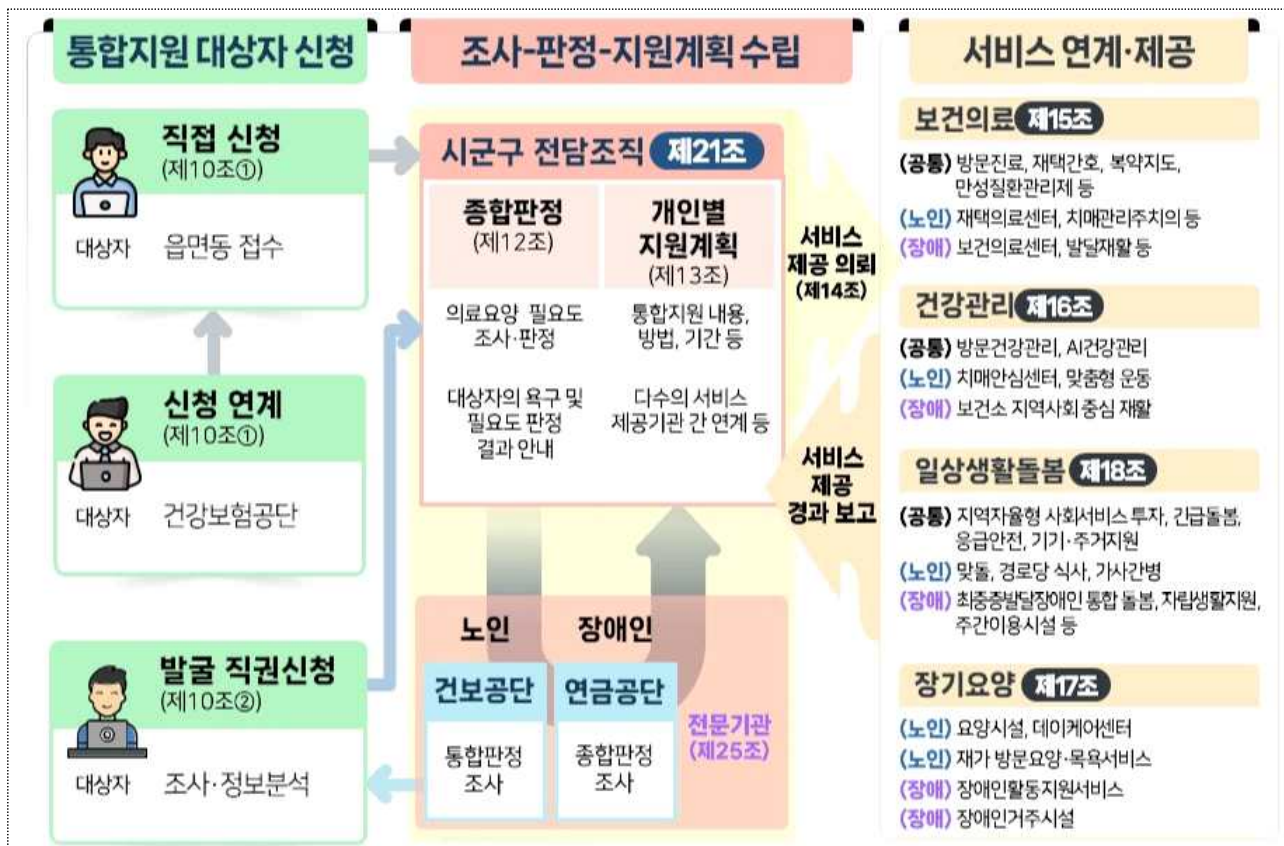 통합지원 대상자 신청
직접 신청
(제10조①)
대상자
읍면동 접수
신청 연계
(제10조①)
대상자
건강보험공단
발굴 직권신청
(제10조②)
대상자
조사·정보분석
조사-판정-지원계획 수립
시군구 전담조직 제21조
종합판정
(제12조)
의료요양 필요도
조사·판정
대상자의 욕구 및
필요도 판정
결과 안내
개인별
지원계획
(제13조)
통합지원 내용,
방법, 기간 등
다수의 서비스
제공기관 간 연계 등
노인
건보공단
통합판정
조사
장애인
연금공단
종합판정
조사
전문기관
(제25조)
서비스
제공 의뢰
(제14조)
서비스
제공
경과 보고
서비스 연계·제공
보건의료 제15조
(공통) 방문진료, 재택간호, 복약지도,
만성질환관리제 등
(노인) 재택의료센터, 치매관리주치의 등
(장애) 보건의료센터, 발달재활 등
건강관리 제16조
(공통) 방문건강관리, AI건강관리
(노인) 치매안심센터, 맞춤형 운동
(장애) 보건소 지역사회 중심 재활
일상생활돌봄 제18조
(공통) 지역자율형 사회서비스 투자, 긴급돌봄,
응급안전, 기기·주거지원
(노인) 맞돌, 경로당 식사, 가사간병
(장애) 최중증발달장애인 통합 돌봄, 자립생활지원,
주간이용시설 등
장기요양 제17조
(노인) 요양시설, 데이케어센터
(노인) 재가 방문요양·목욕서비스
(장애) 장애인활동지원서비스
(장애) 장애인거주시설